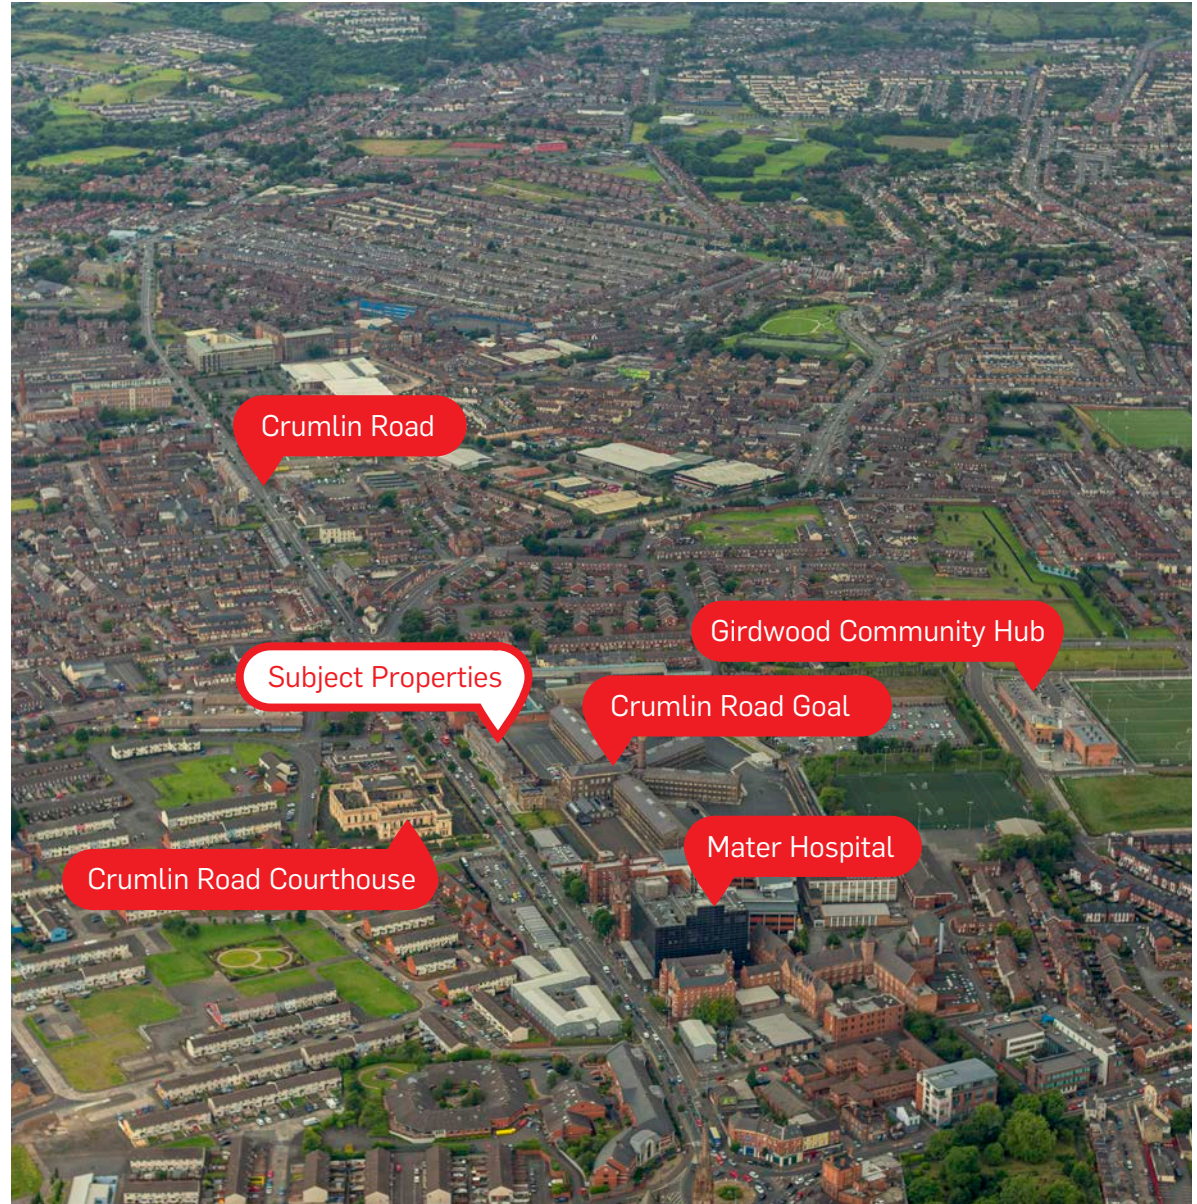 Crumlin Road
Girdwood Community Hub
Subject Properties
Crumlin Road Goal
Mater Hospital
Crumlin Road Courthouse